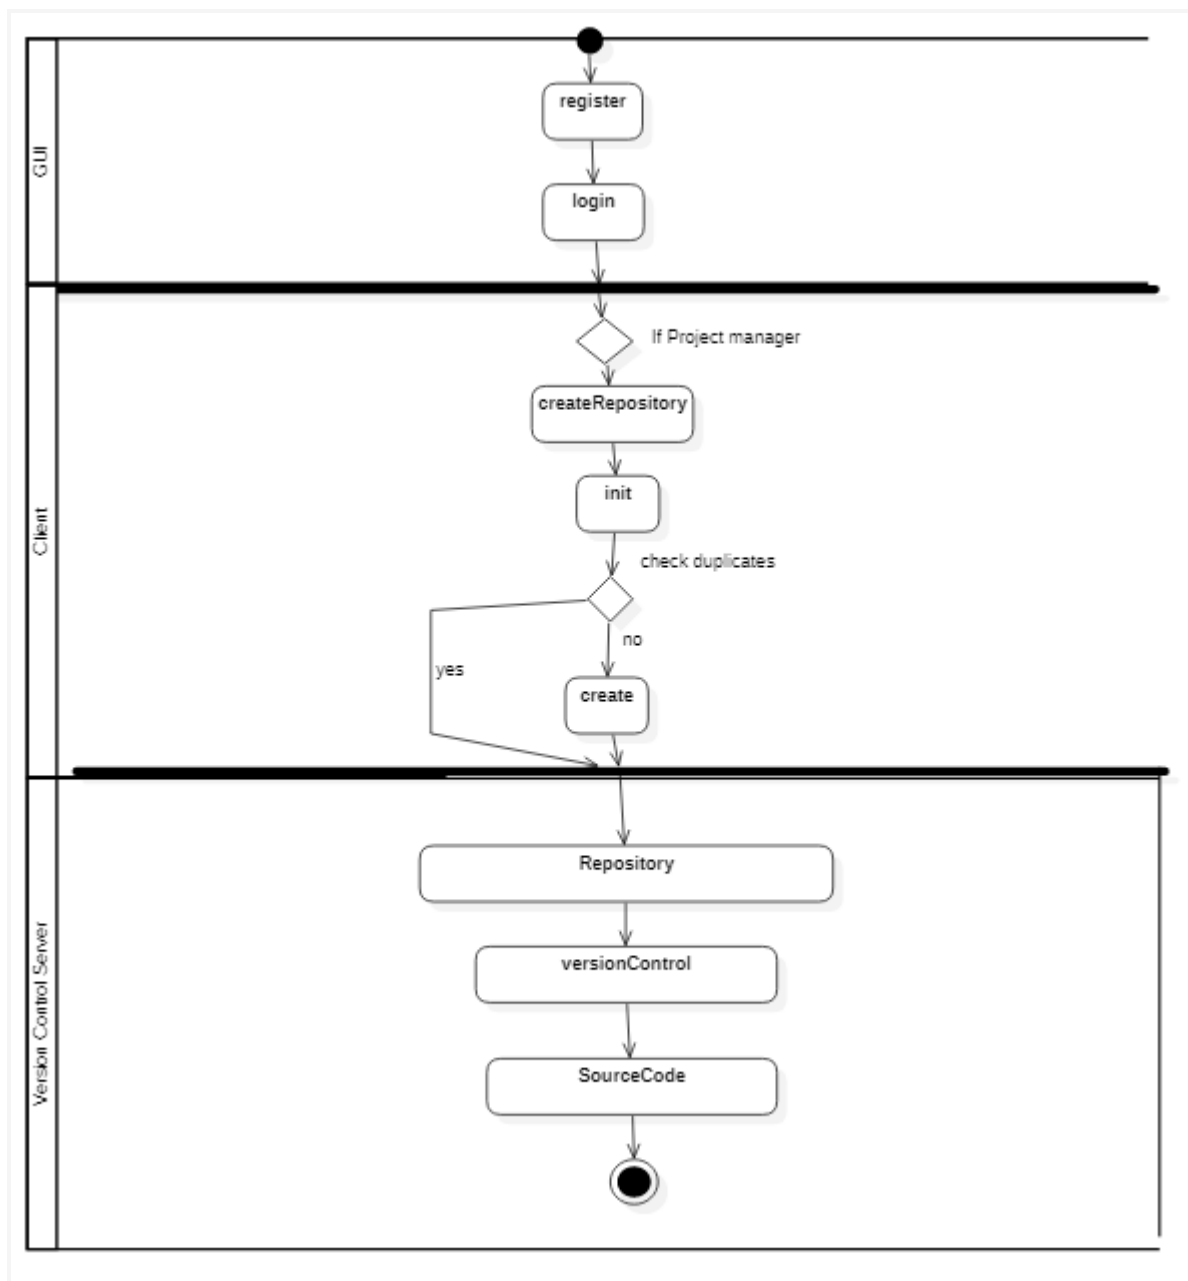 GUI
register
login
Client
If Project manager
createRepository
init
check duplicates
no
yes
create
Version Control Server
Repository
versionControl
SourceCode